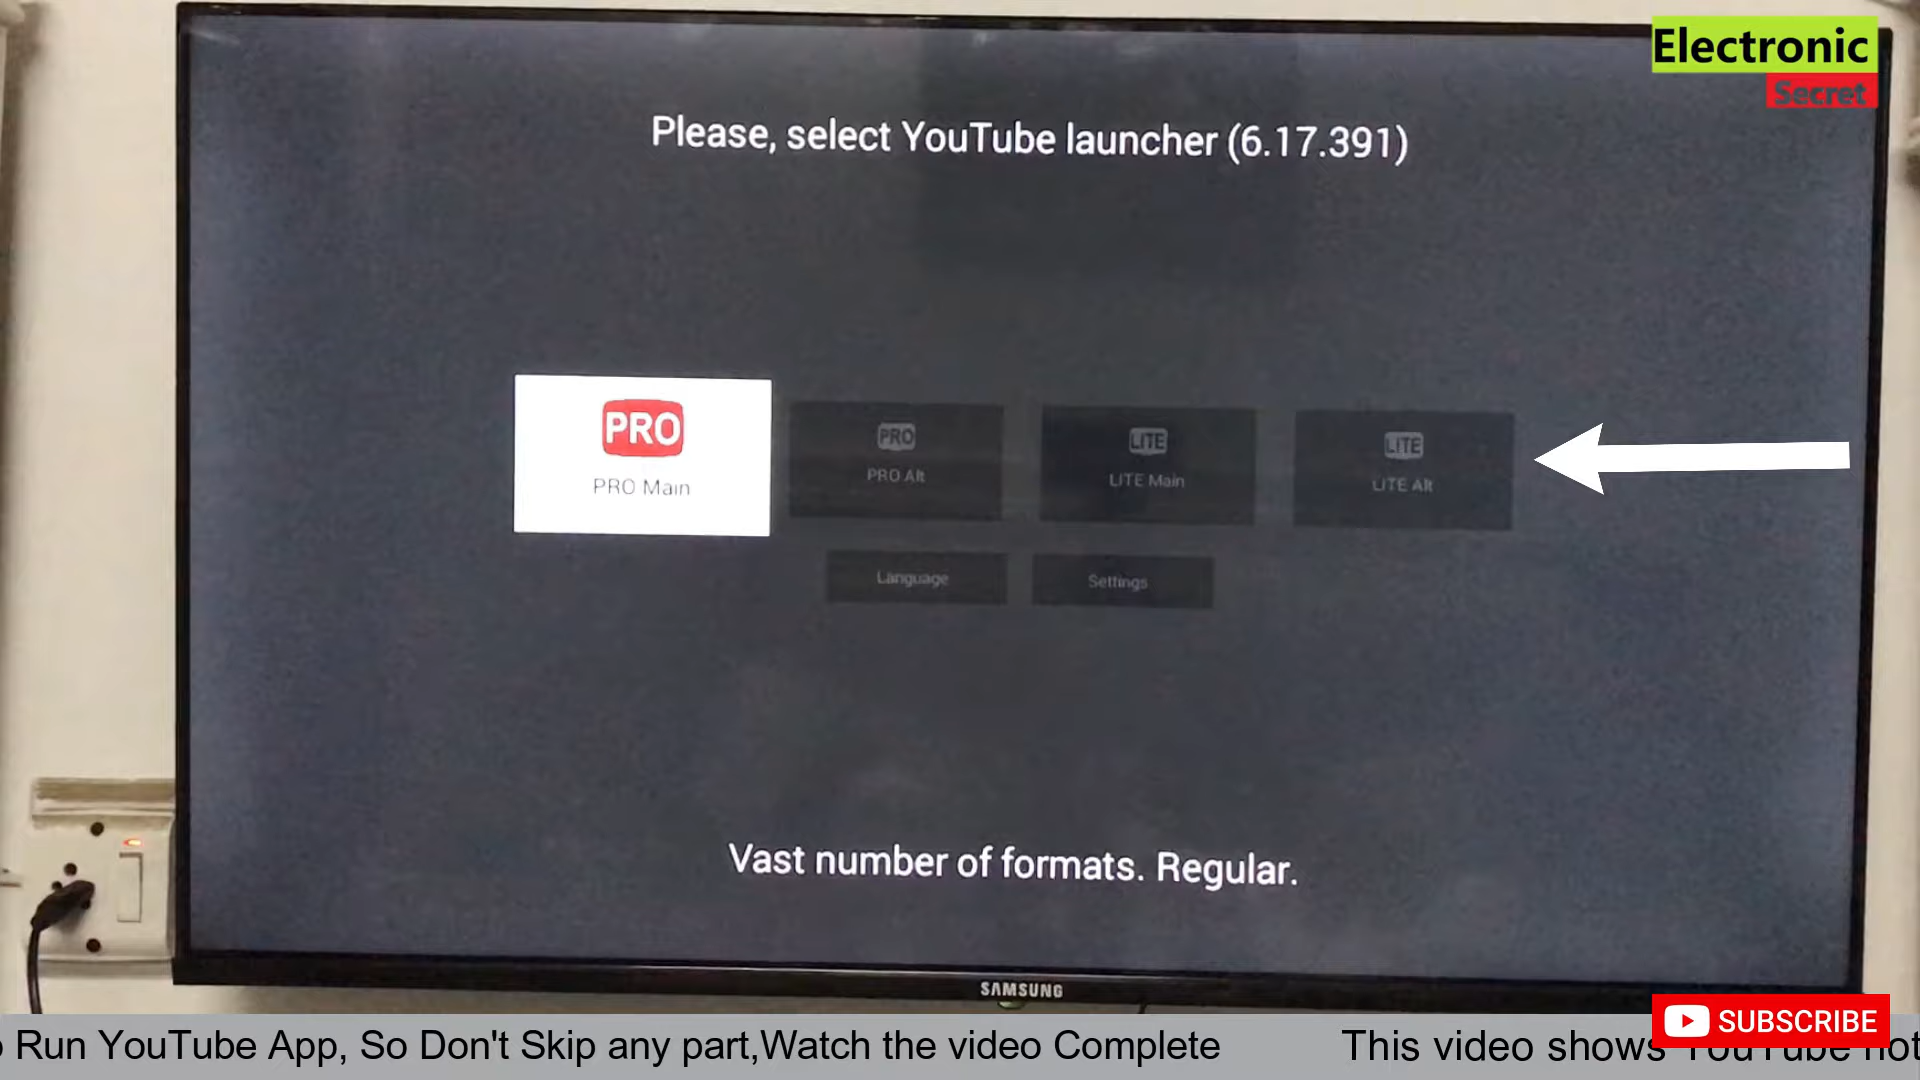 Electronic
Secret
Please, select YouTube launcher (6.17.391)
PRO
PRO Main
PRO
PRO Alt
LITE
LITE Main
LITE
LITE Alt
Language
Settings
Vast number of formats. Regular.
SAMSUNG
SUBSCRIBE
Run YouTube App, So Don't Skip any part,Watch the video Complete
This video shows YouTube not